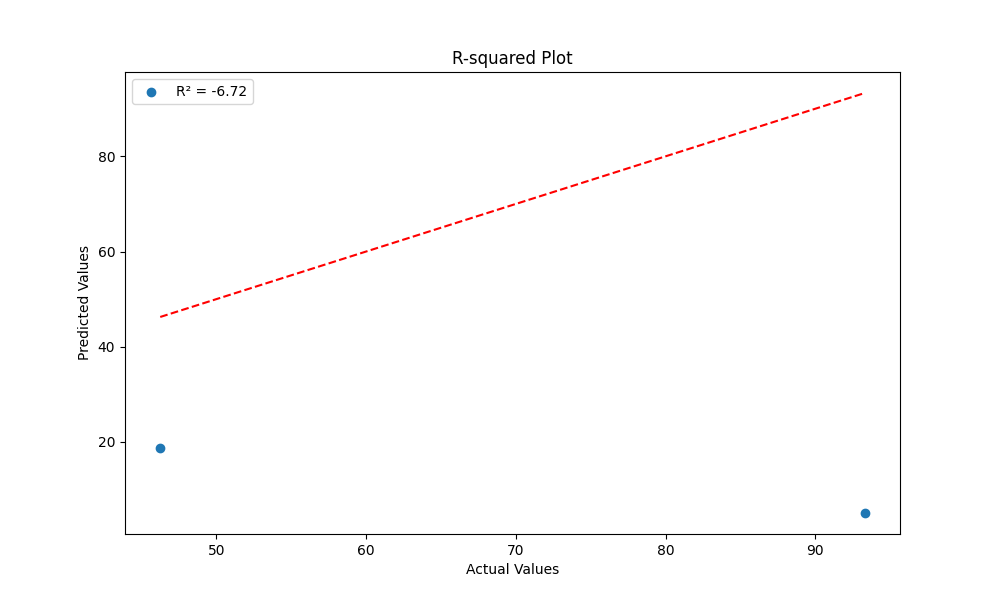 R-squared Plot
R² = -6.72
80
60
40
20
Predicted Values
50
60
70
80
90
Actual Values